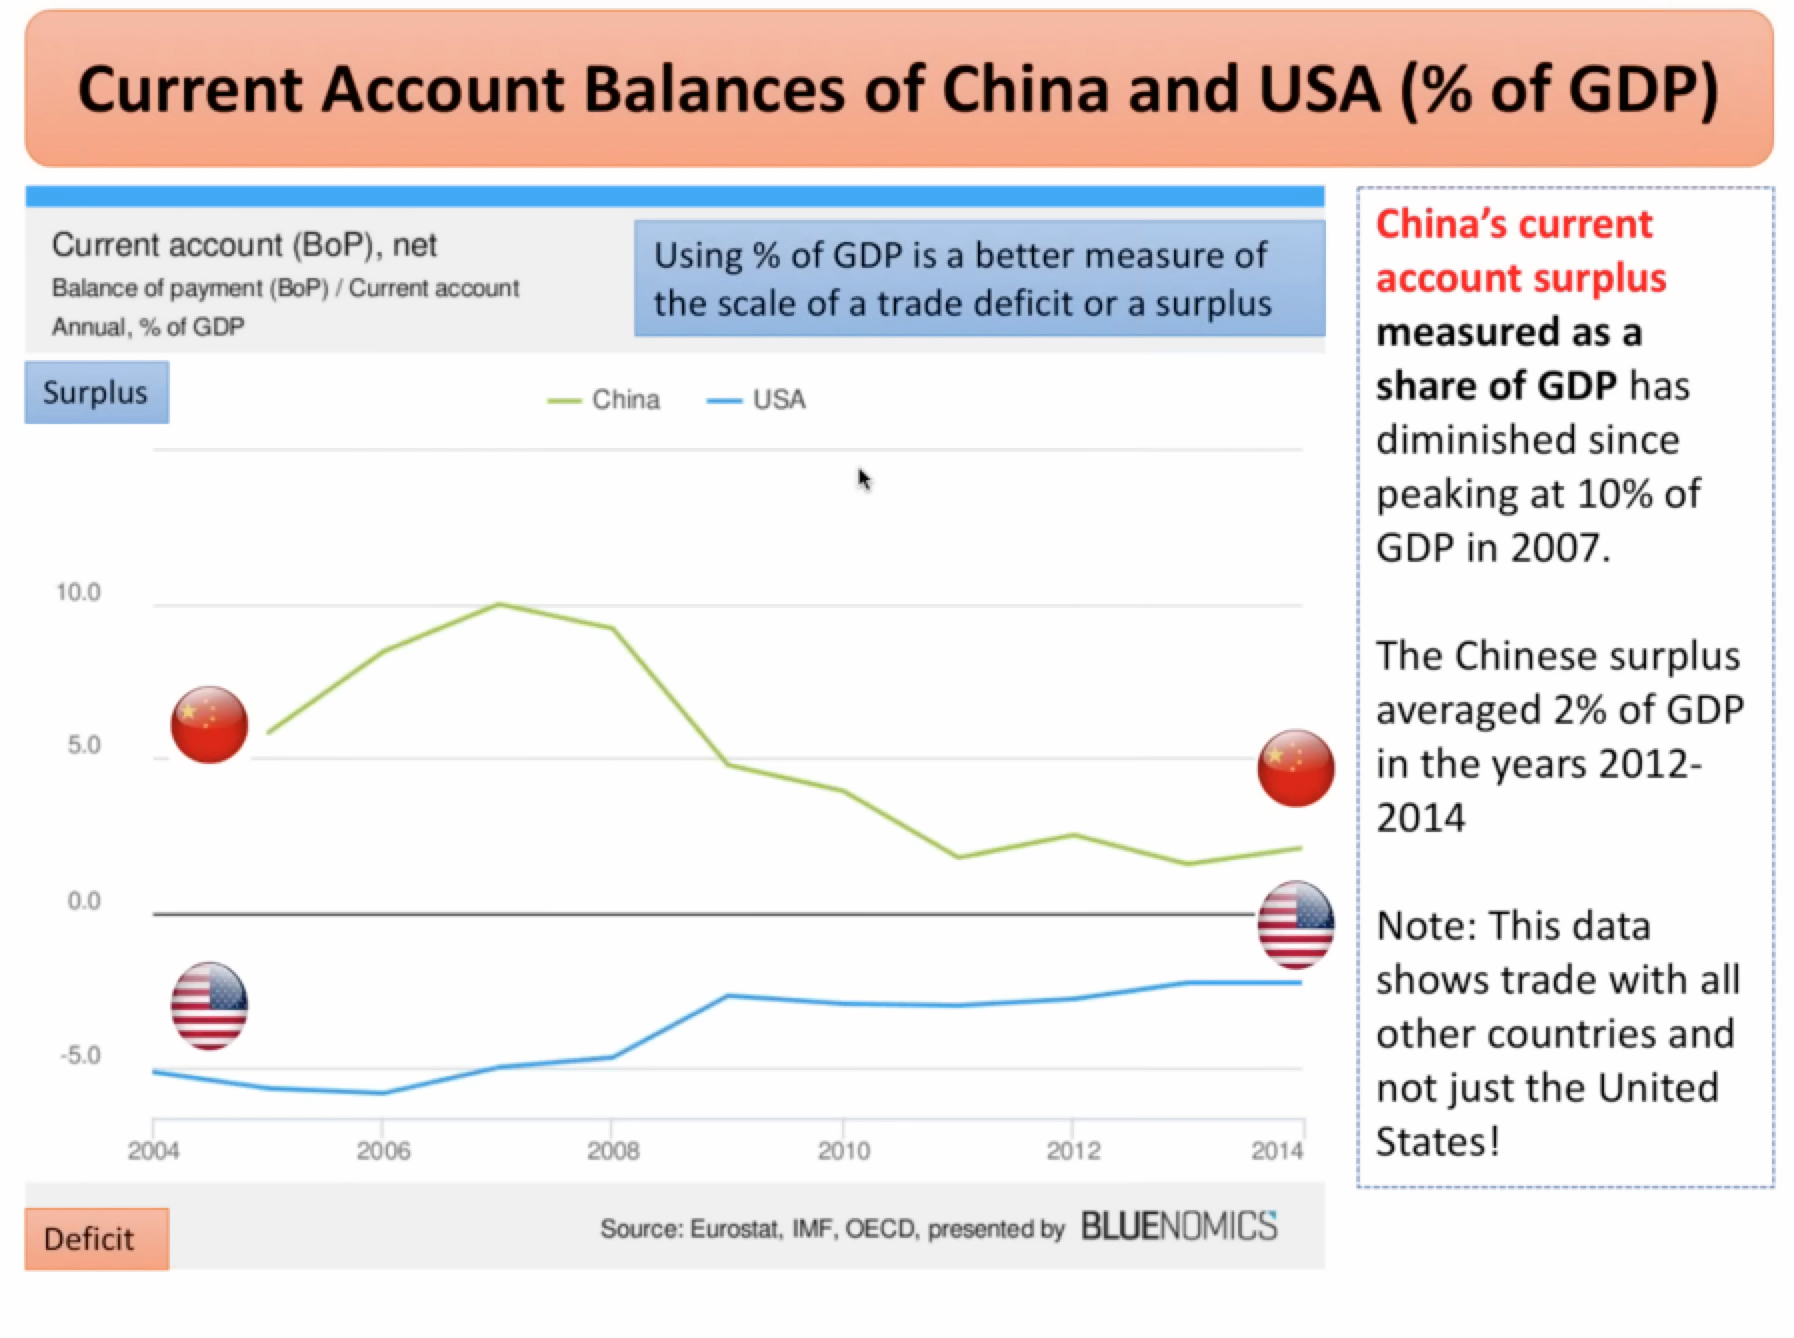 Current Account Balances of China and USA (% of GDP)
Current account (BoP), net
Balance of payment (BoP) / Current account
Annual, % of GDP
Using % of GDP is a better measure of
the scale of a trade deficit or a surplus
Surplus
China
USA
10.0
5.0
0.0
-5.0
2004
2006
2008
2010
2012
2014
Deficit
Source: Eurostat, IMF, OECD, presented by BLUENOMICS
China’s current
account surplus
measured as a
share of GDP has
diminished since
peaking at 10% of
GDP in 2007.
The Chinese surplus
averaged 2% of GDP
in the years 2012-
2014
Note: This data
shows trade with all
other countries and
not just the United
States!